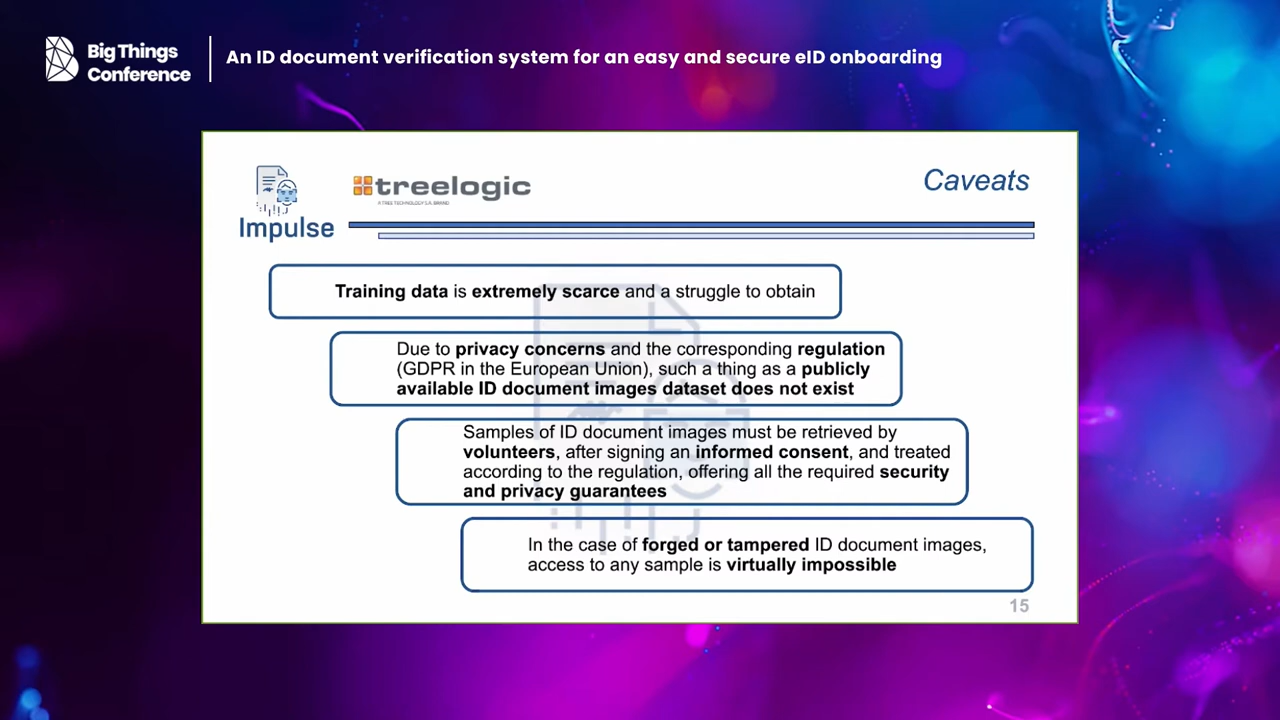 Big Things
Conference
An ID document verification system for an easy and secure eID onboarding
Impulse
treelogic
A TREE TECHNOLOGY S.A. BRAND
Caveats
Training data is extremely scarce and a struggle to obtain
Due to privacy concerns and the corresponding regulation
(GDPR in the European Union), such a thing as a publicly
available ID document images dataset does not exist
Samples of ID document images must be retrieved by
volunteers, after signing an informed consent, and treated
according to the regulation, offering all the required security
and privacy guarantees
In the case of forged or tampered ID document images,
access to any sample is virtually impossible
15